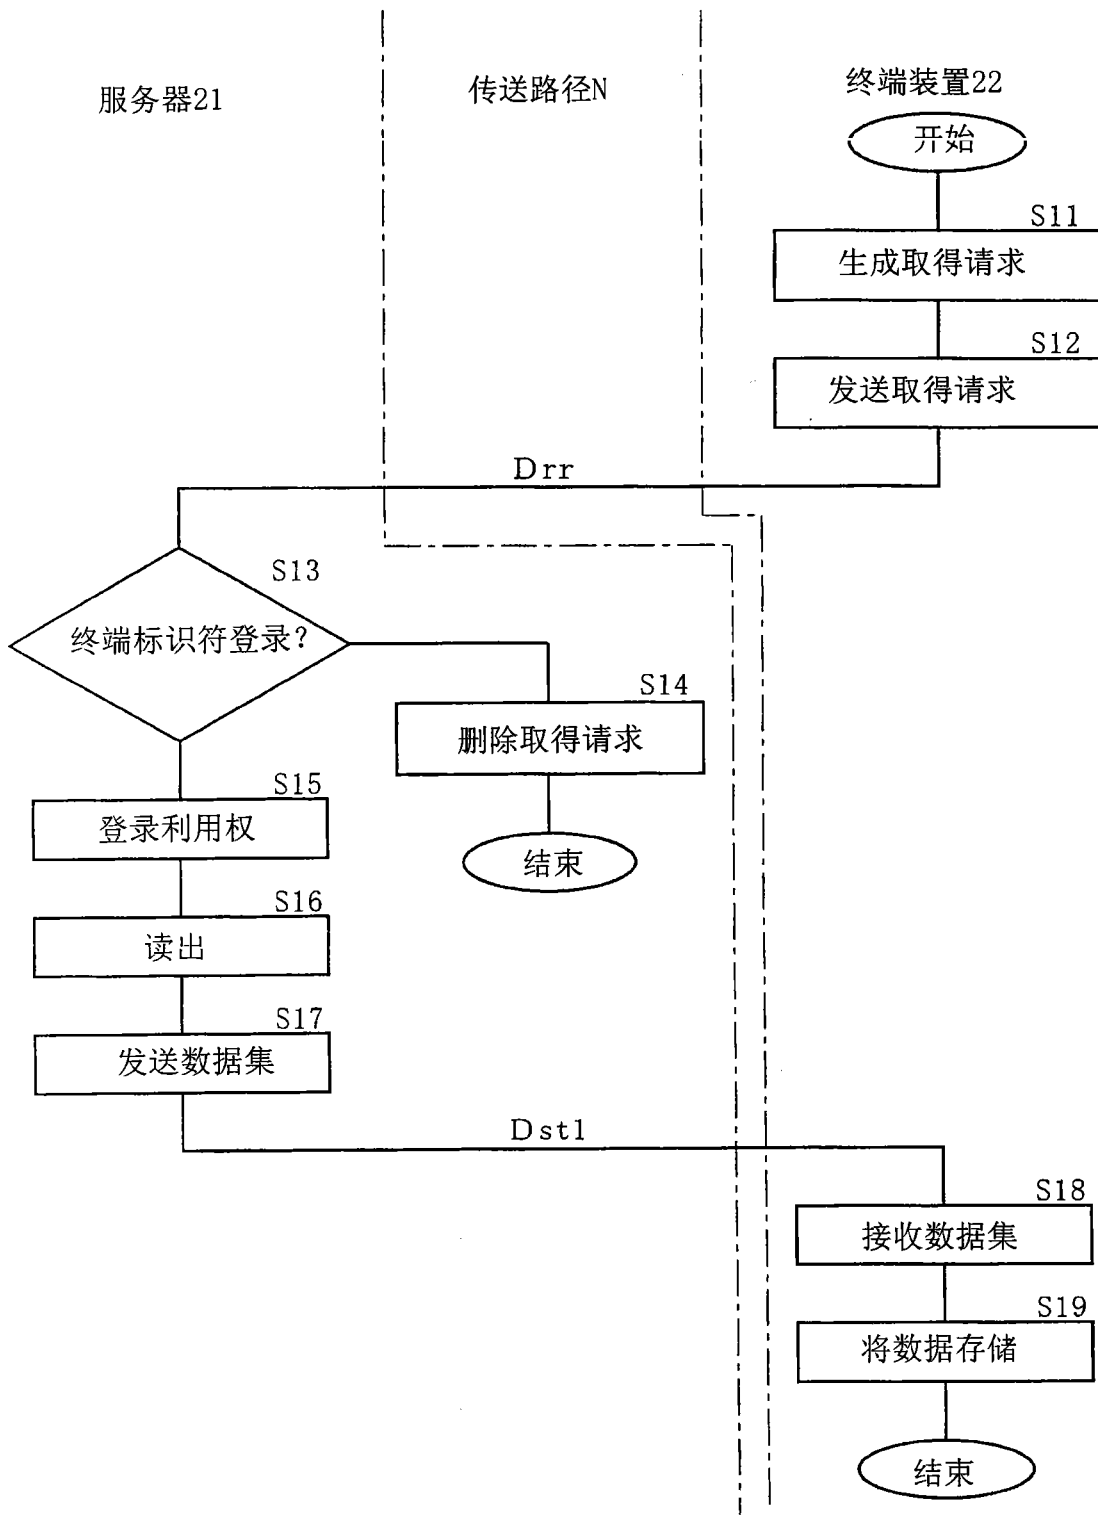 服务器21
传送路径N
终端装置22
开始
S11
生成取得请求
S12
发送取得请求
Drr
S13
终端标识符登录?
S14
删除取得请求
结束
S15
登录利用权
S16
读出
S17
发送数据集
Dst1
S18
接收数据集
S19
将数据存储
结束